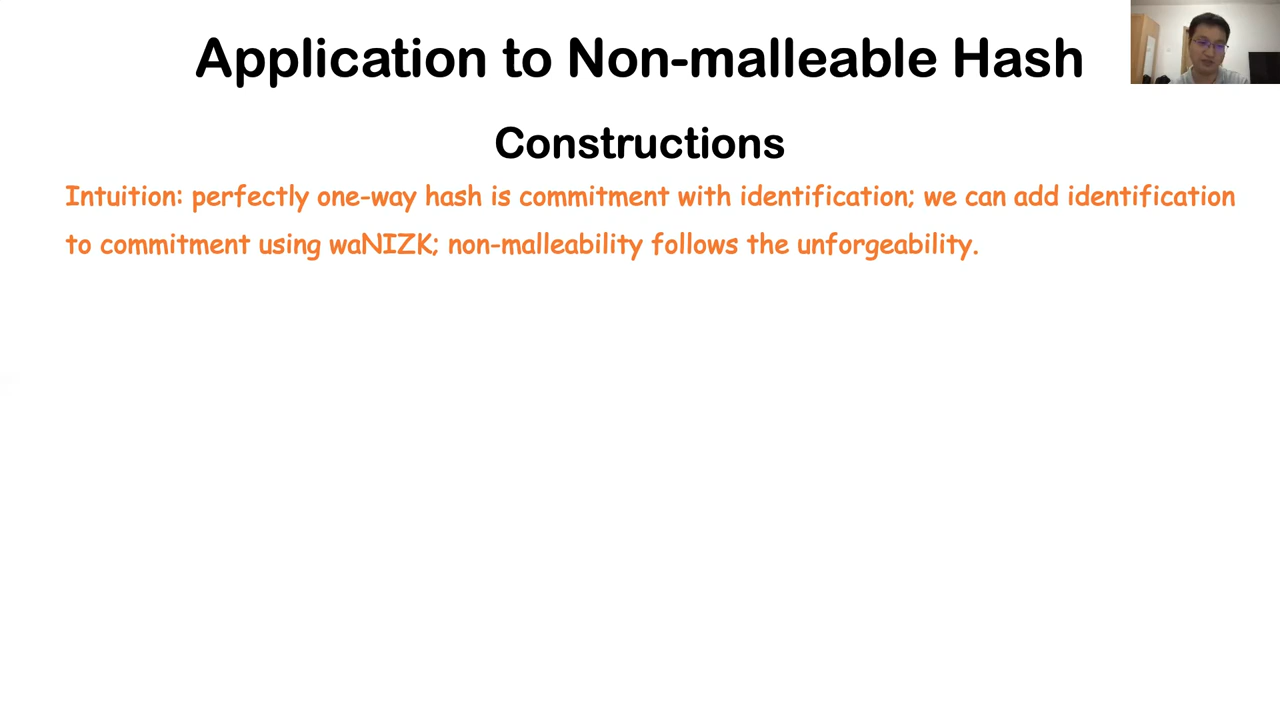 Application to Non-malleable Hash
Constructions
Intuition: perfectly one-way hash is commitment with identification; we can add identification
to commitment using waNIZK; non-malleability follows the unforgeability.